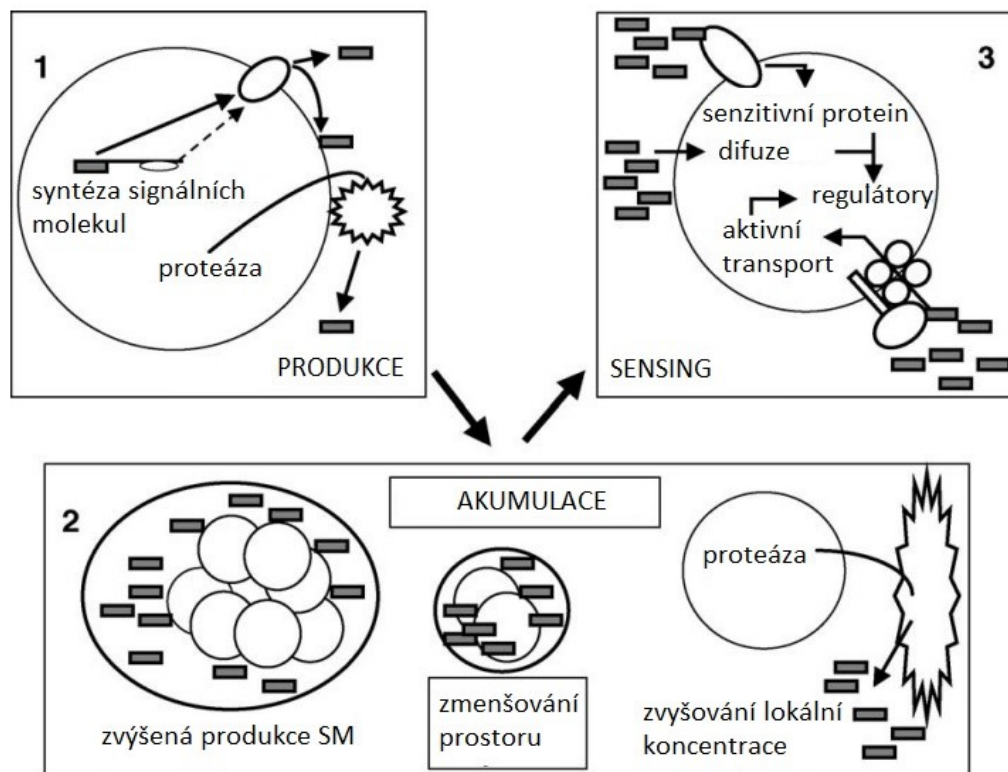 1
syntéza signálních
molekul
proteáza
PRODUKCE
3
senzitivní protein
difuze
regulátory
aktivní
transport
SENSING
2
AKUMULACE
zvýšená produkce SM
zmenšování
prostoru
proteáza
zvyšování lokální
koncentrace